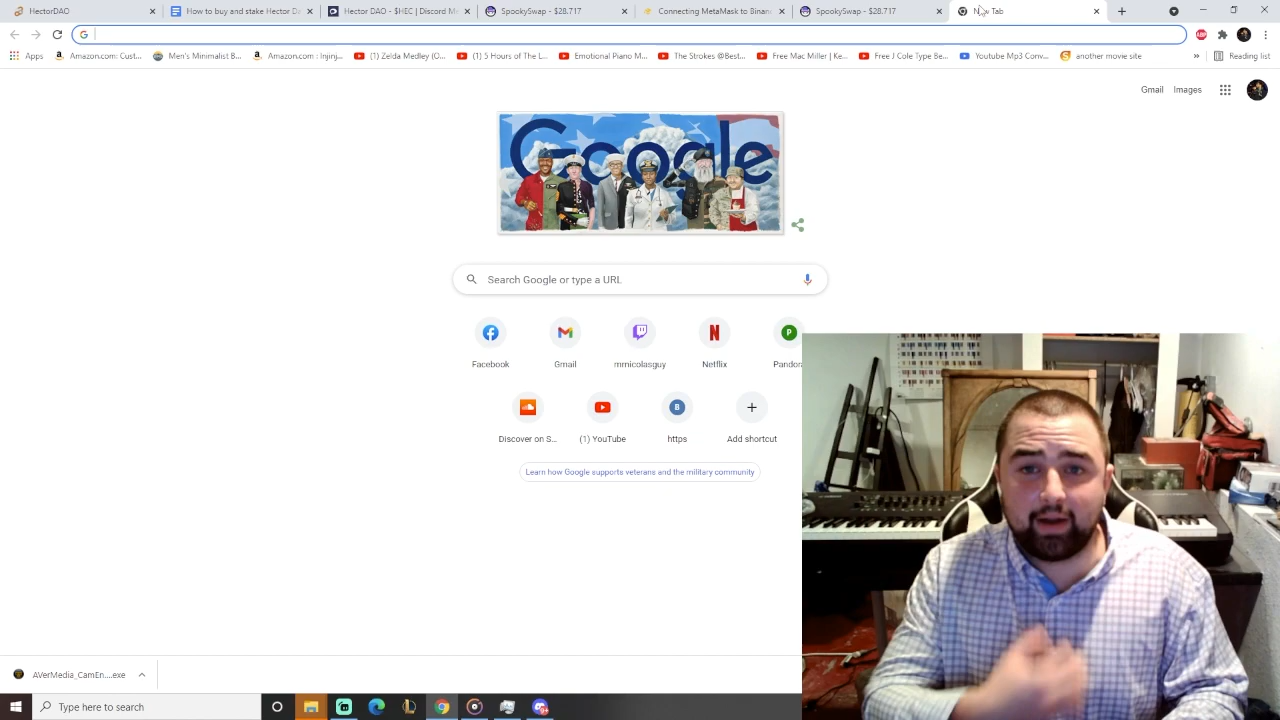 HectorDAO
How to buy and stake Hector D
Hector DAO - $HEC | Discord M
SpookySwap - $28.717
Connecting MetaMask to Binan
SpookySwap - $28.717
Apps
Amazon.com: Cust...
Men's Minimalist B...
Amazon.com : Injinj...
(1) Zelda Medley (O...
(1) 5 Hours of The L...
Emotional Piano M...
The Strokes @Best...
Free Mac Miller | Ke...
Free J Cole Type Be...
Youtube Mp3 Conv...
another movie site
»
Reading list
Gmail
Images
Google
Search Google or type a URL
Facebook
Gmail
mrnicolasguy
Netflix
Pandora
Discover on S...
(1) YouTube
https
Add shortcut
Learn how Google supports veterans and the military community
AVerMedia_CamEn....exe
Type here to search